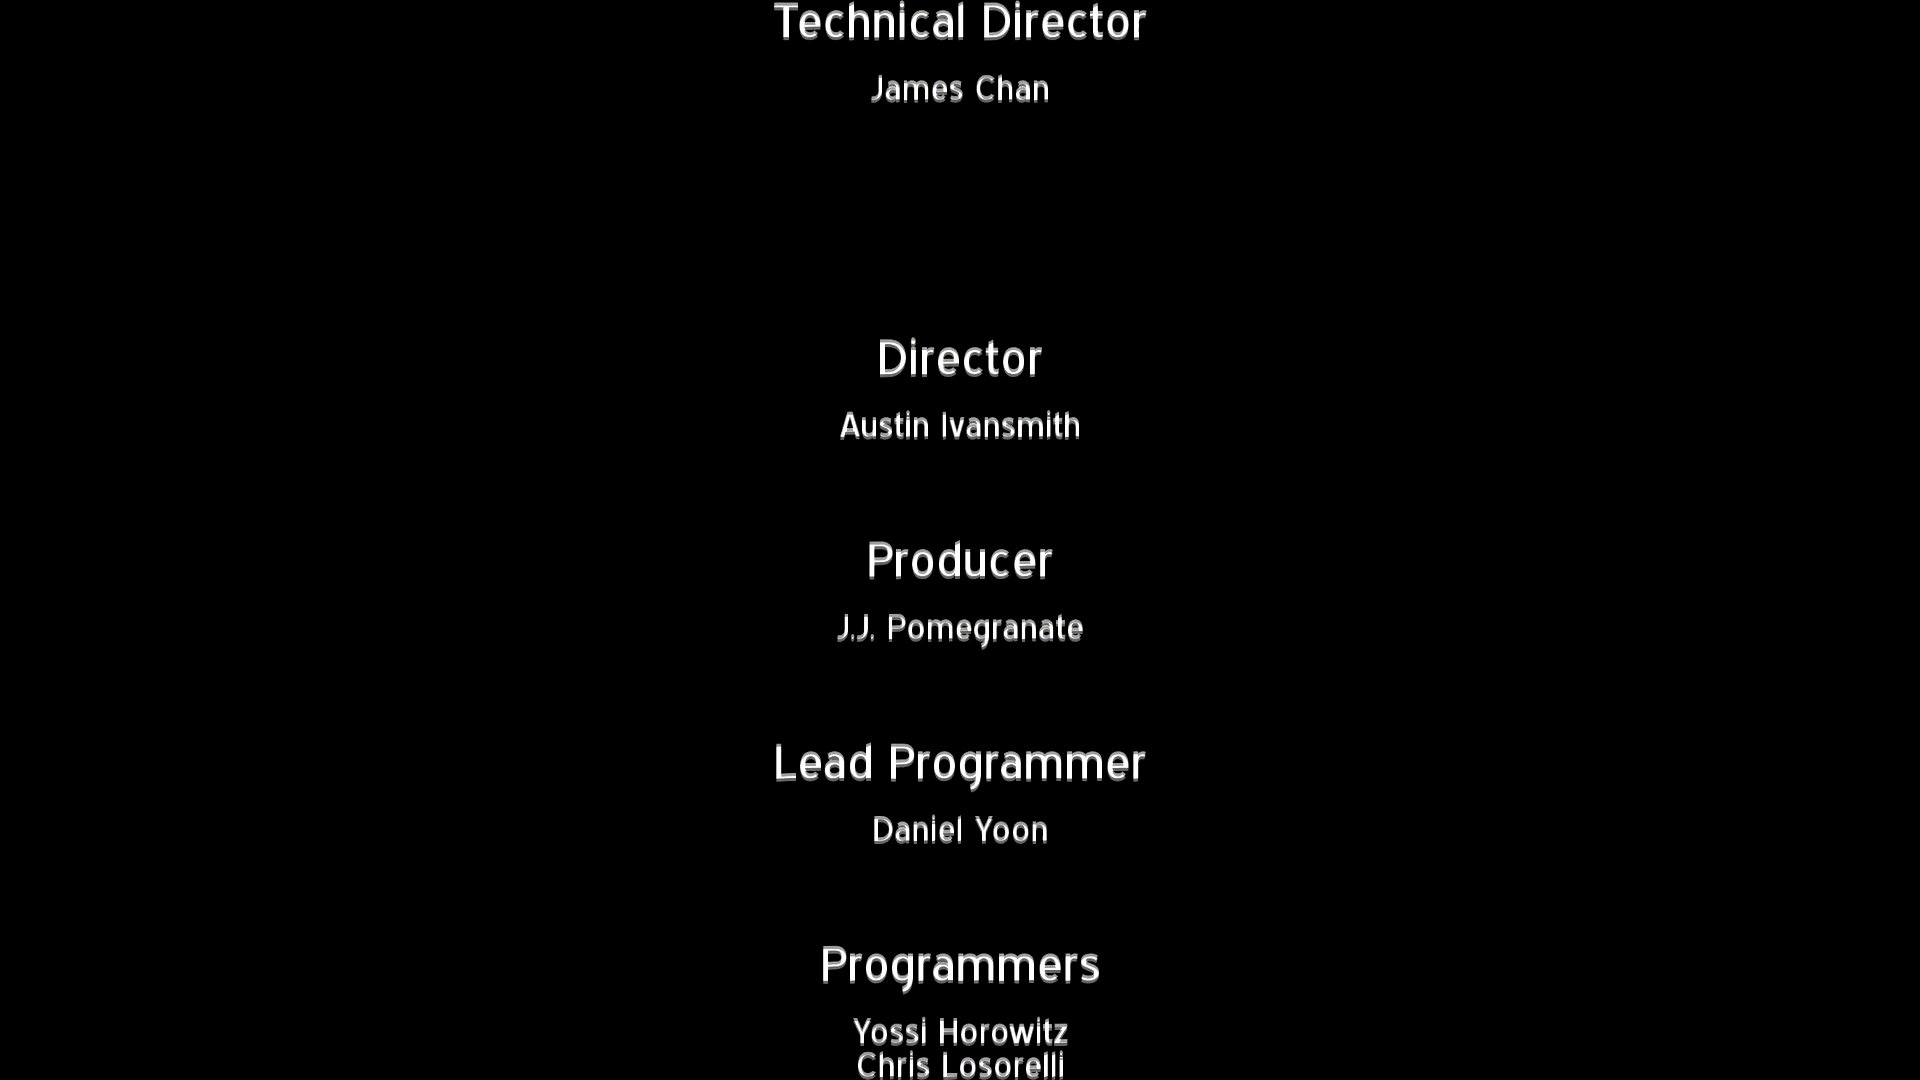 Technical Director
James Chan
Director
Austin Ivansmith
Producer
J.J. Pomegranate
Lead Programmer
Daniel Yoon
Programmers
Yossi Horowitz
Chris Losorelli